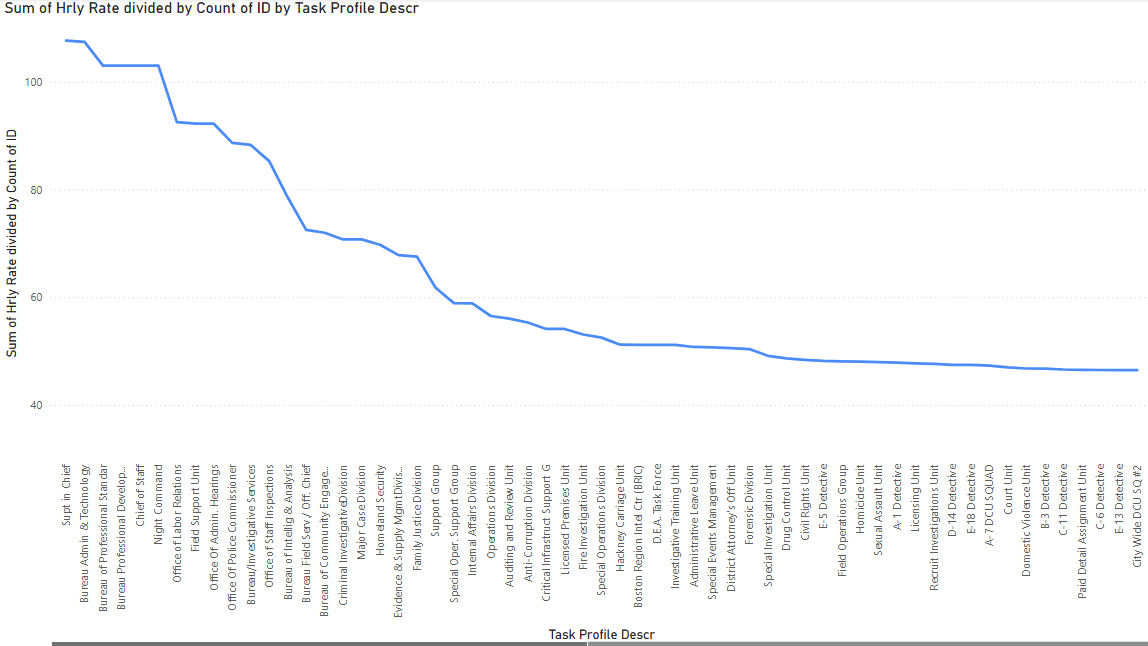 Sum of Hrly Rate divided by Count of ID by Task Profile Descr
Sum of Hrly Rate divided by Count of ID
100
80
60
40
Supt in Chief
Bureau Admin & Technology
Bureau of Professional Standar
Bureau Professional Develop...
Chief of Staff
Night Command
Office of Labor Relations
Field Support Unit
Office Of Admin. Hearings
Office Of Police Commissioner
Bureau/Investigative Services
Office of Staff Inspections
Bureau of Intellig & Analysis
Bureau Field Serv./ Off. Chief
Bureau of Community Engage...
Criminal InvestigativeDivision
Major Case Division
Homeland Security
Evidence & Supply MgmtDivis...
Family Justice Division
Support Group
Special Oper. Support Group
Internal Affairs Division
Operations Division
Auditing and Review Unit
Anti-Corruption Division
Critical Infrastruct Support G
Licensed Premises Unit
Fire Investigation Unit
Special Operations Division
Hackney Carriage Unit
Boston Region Intel Ctr (BRIC)
D.E.A. Task Force
Investigative Training Unit
Administrative Leave Unit
Special Events Management
District Attorney's Off Unit
Forensic Division
Special Investigation Unit
Drug Control Unit
Civil Rights Unit
E-5 Detective
Field Operations Group
Homicide Unit
Sexual Assault Unit
A-1 Detective
Licensing Unit
Recruit Investigations Unit
D-14 Detective
E-18 Detective
A-7 DCU SQUAD
Court Unit
Domestic Violence Unit
B-3 Detective
C-11 Detective
Paid Detail Assignment Unit
C-6 Detective
E-13 Detective
City Wide DCU SQ #2
Task Profile Descr